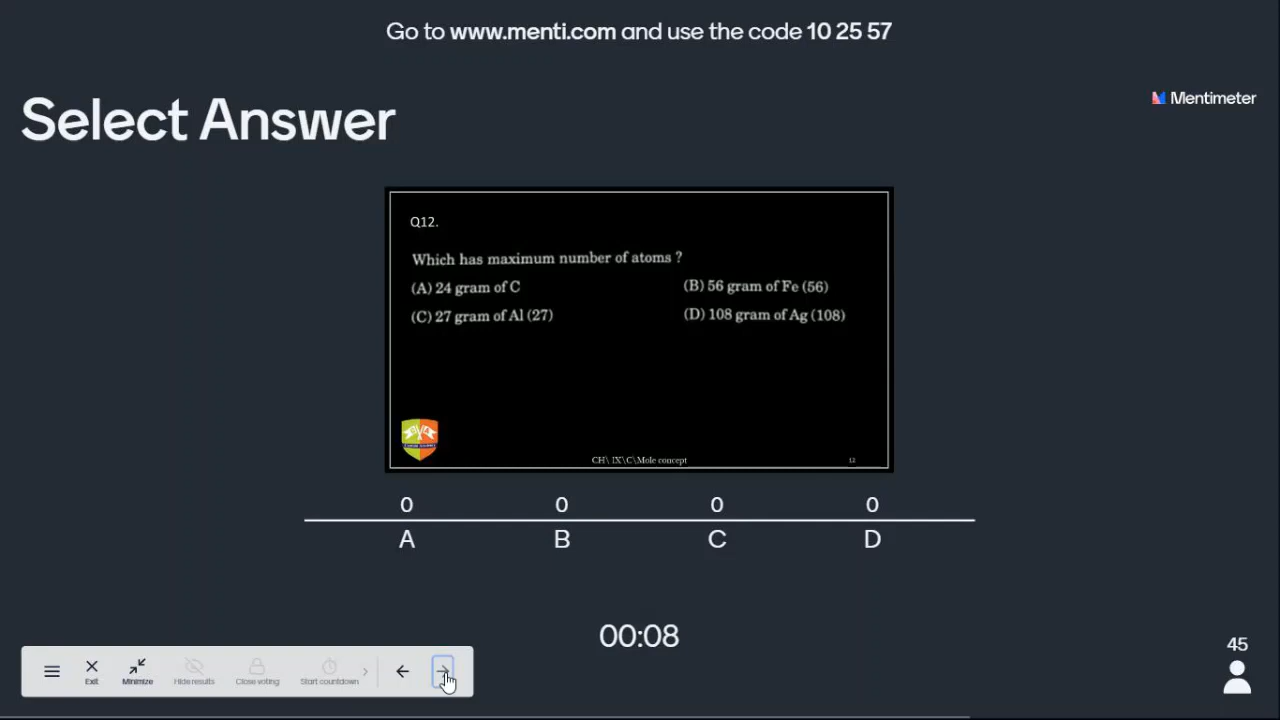 Go to www.menti.com and use the code 10 25 57
Select Answer
Mentimeter
Q12.
Which has maximum number of atoms ?
(A) 24 gram of C (B) 56 gram of Fe (56)
(C) 27 gram of Al (27) (D) 108 gram of Ag (108)
CH\ IX\C\Mole concept 12
0 0 0 0
A B C D
00:08
45
Exit Minimize Hide results Close voting Start countdown